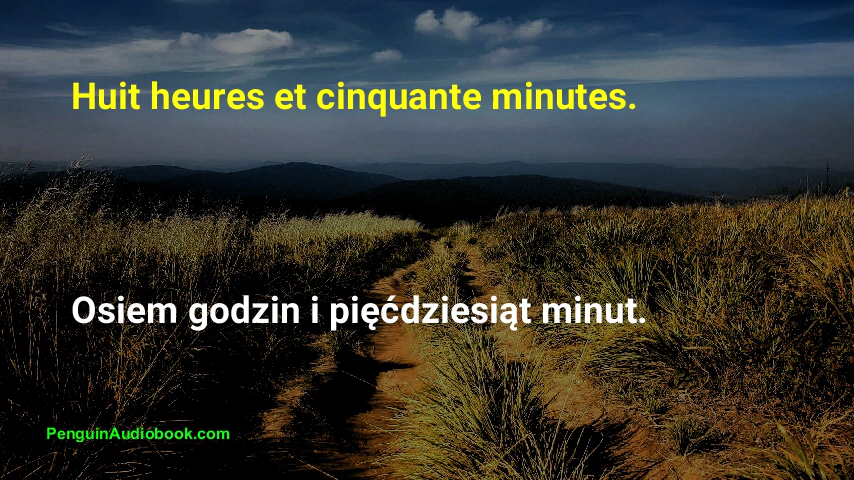 Huit heures et cinquante minutes.
Osiem godzin i pięćdziesiąt minut.
PenguinAudiobook.com